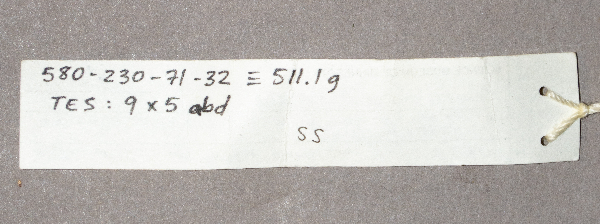 580-230-71-32 ≡ 511.1g
TES: 9 x 5 abd
SS